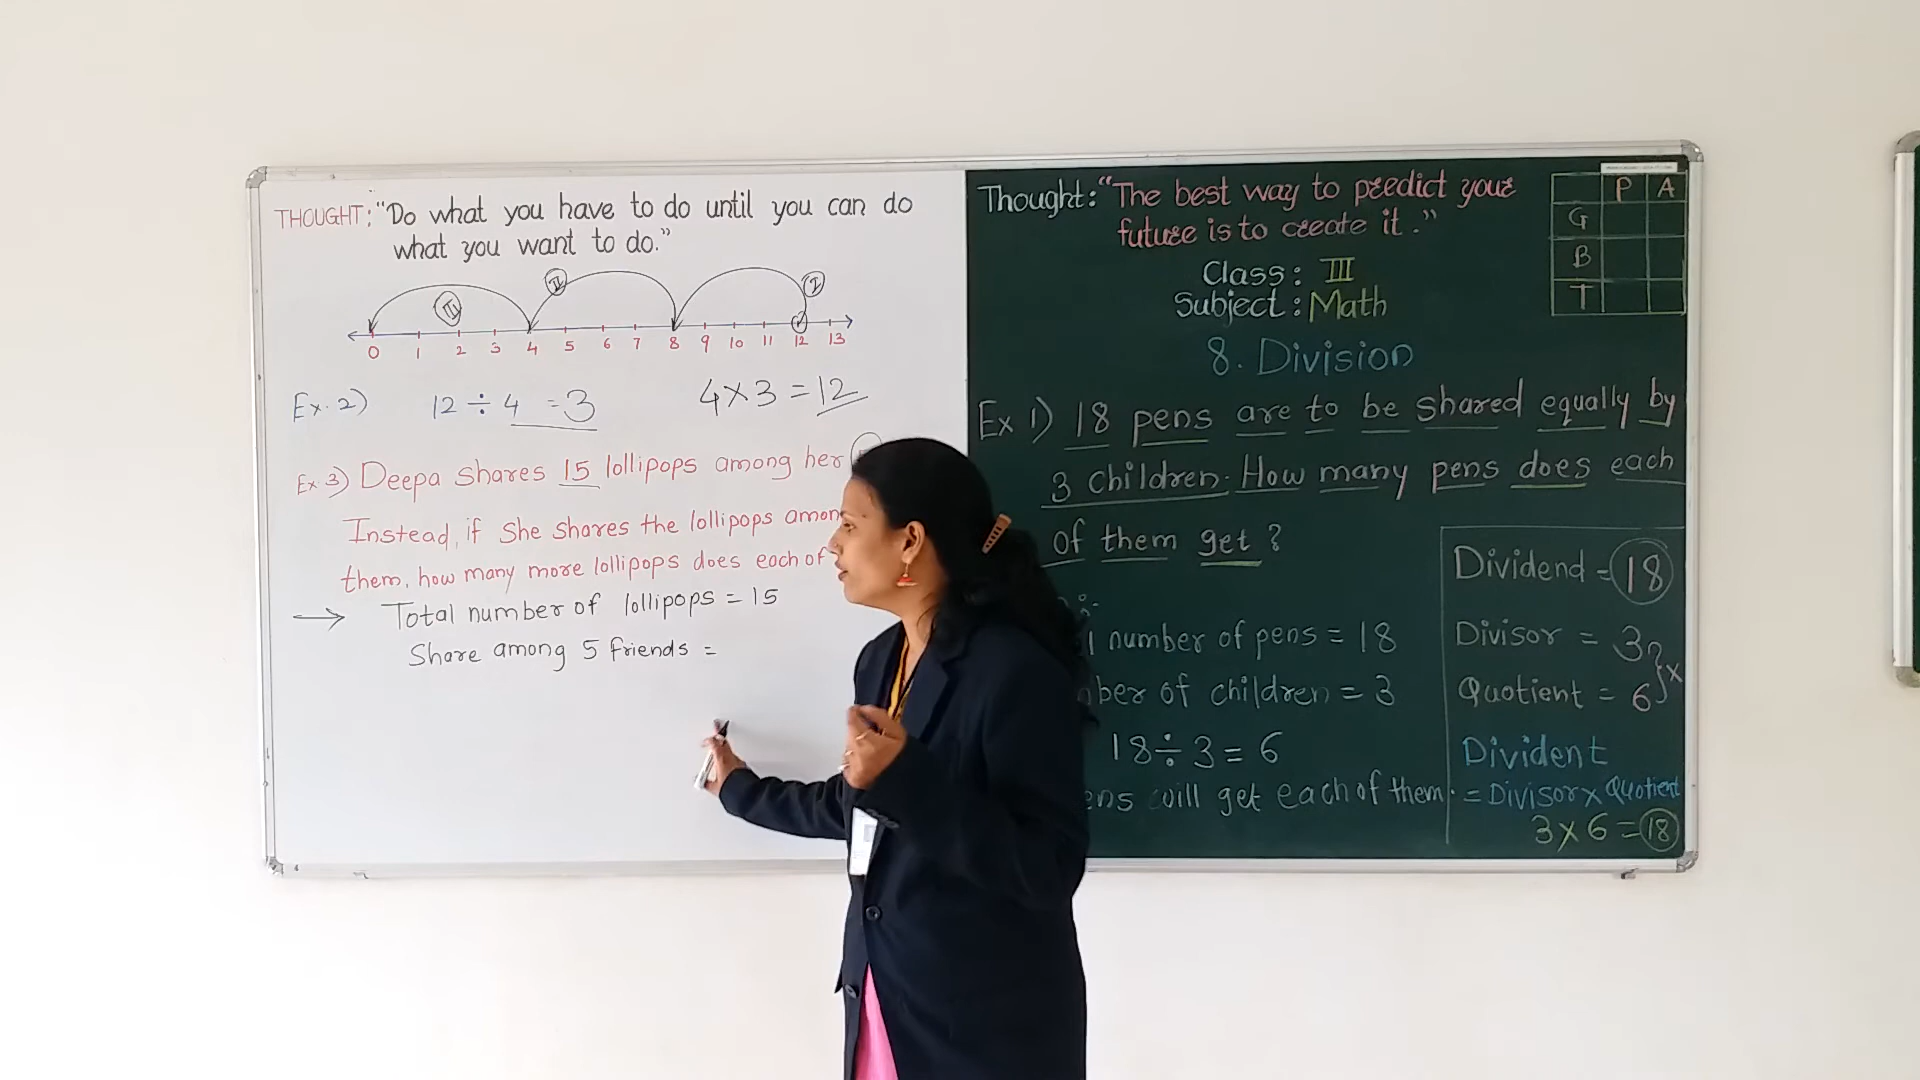 THOUGHT: "Do what you have to do until you can do
what you want to do."
III II I
0 1 2 3 4 5 6 7 8 9 10 11 12 13
Ex. 2) 12 ÷ 4 = 3 4 × 3 = 12
Ex 3) Deepa shares 15 lollipops among her
Instead, if she shares the lollipops
them, how many more lollipops does each of
Total number of lollipops = 15
Share among 5 friends =
Thought: "The best way to predict your
future is to create it."
P A
G
B
T
Class: III
Subject: Math
8. Division
Ex 1) 18 pens are to be shared equally by
3 children. How many pens does each
of them get?
number of pens = 18
of children = 3
18 ÷ 3 = 6
will get each of them.
Dividend = 18
Divisor = 3
Quotient = 6 } ×
Divident
= Divisor × Quotient
3 × 6 = 18